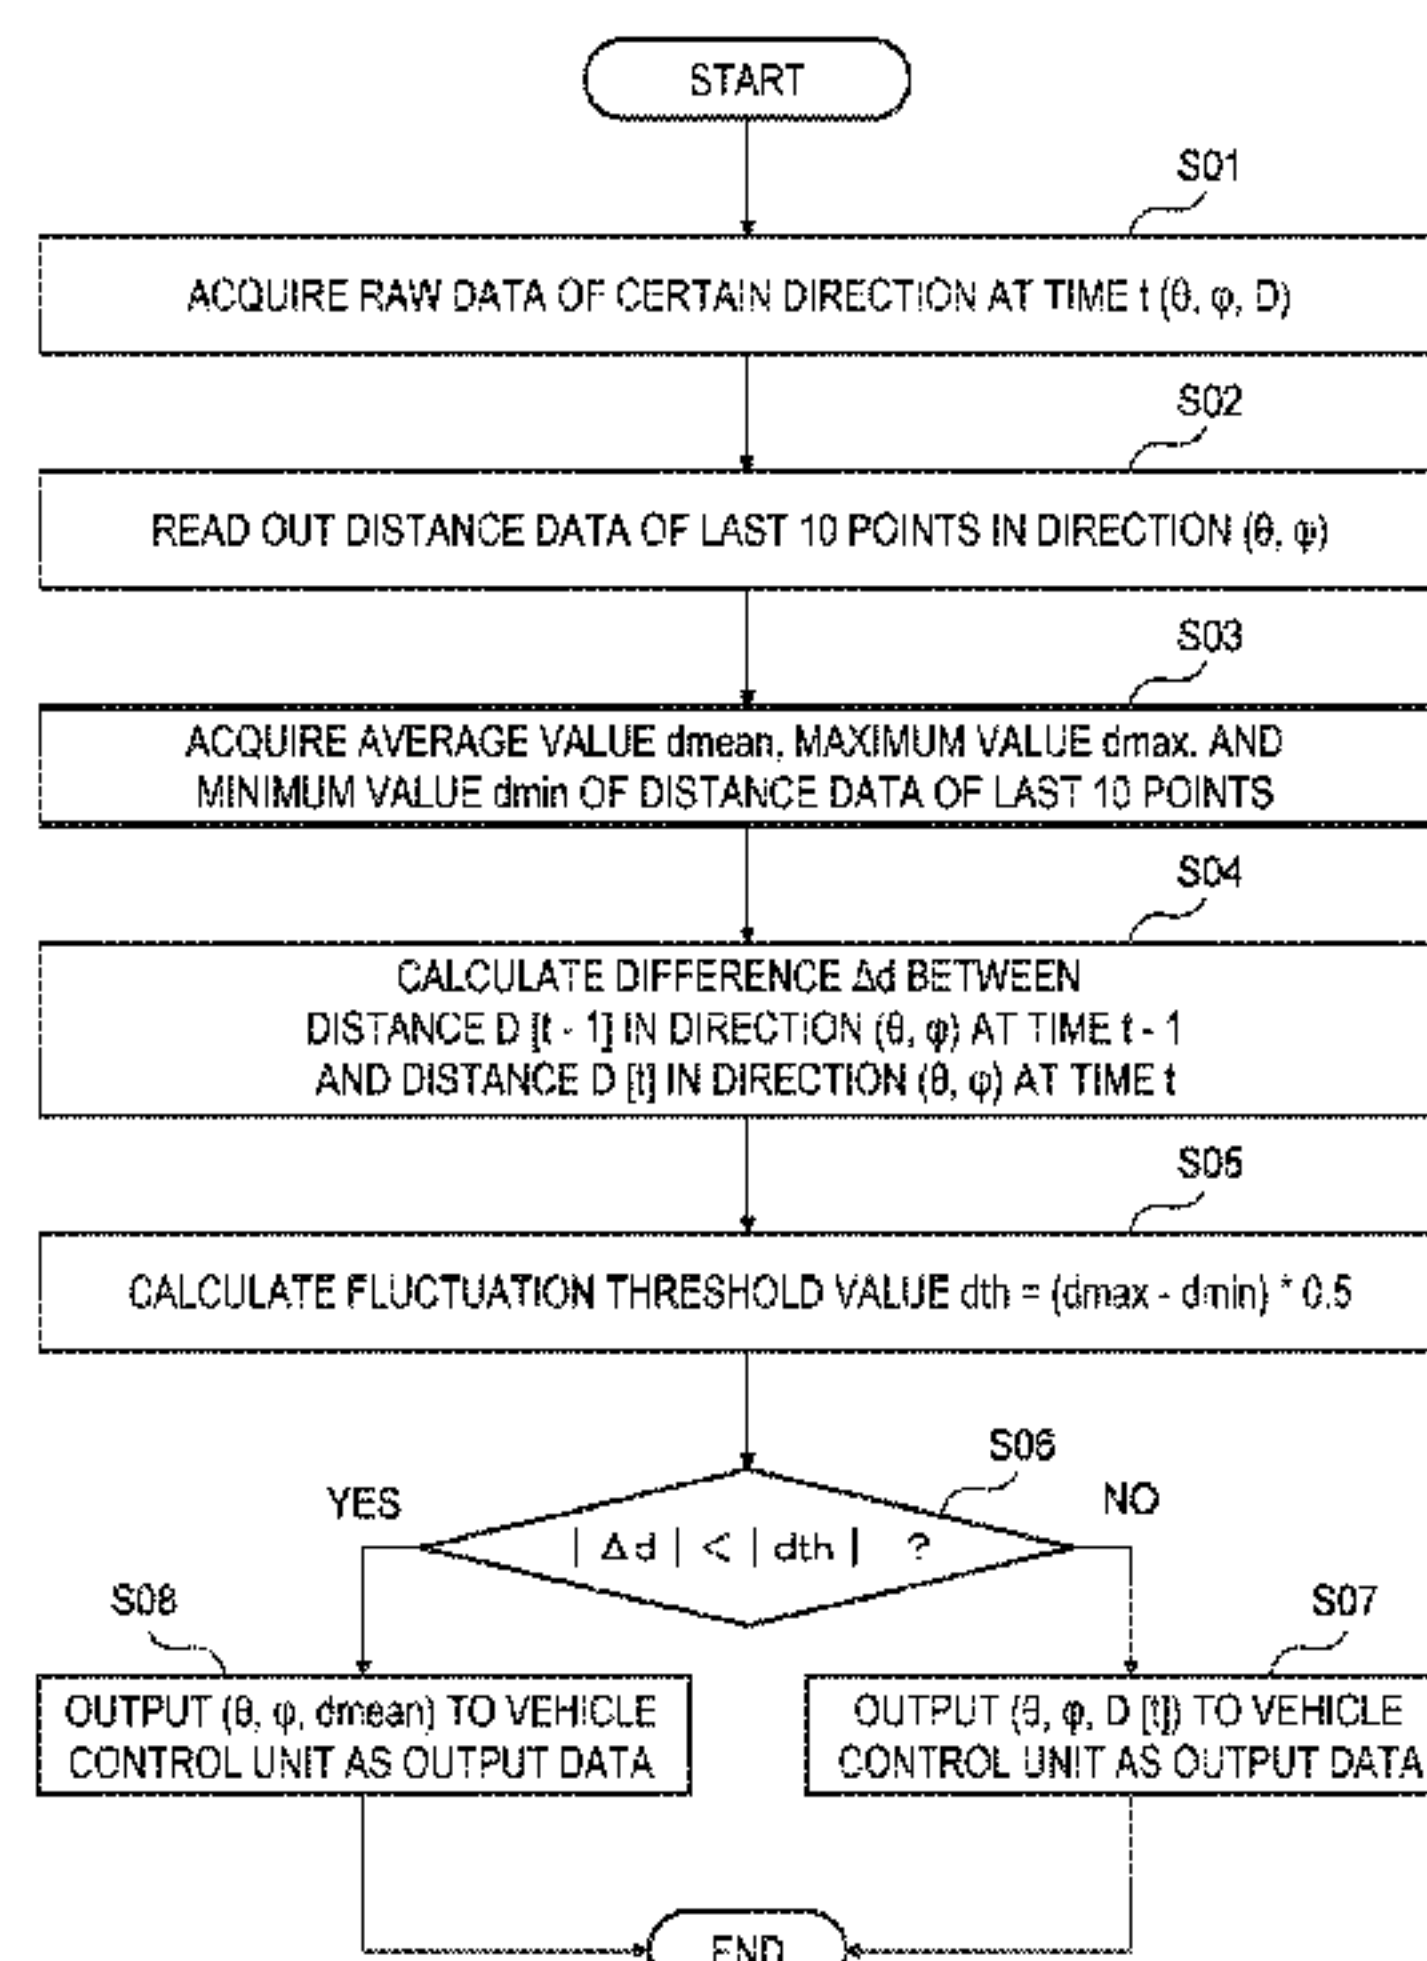 START
S01
ACQUIRE RAW DATA OF CERTAIN DIRECTION AT TIME t (θ, φ, D)
S02
READ OUT DISTANCE DATA OF LAST 10 POINTS IN DIRECTION (θ, φ)
S03
ACQUIRE AVERAGE VALUE dmean, MAXIMUM VALUE dmax, AND
MINIMUM VALUE dmin OF DISTANCE DATA OF LAST 10 POINTS
S04
CALCULATE DIFFERENCE Δd BETWEEN
DISTANCE D [t - 1] IN DIRECTION (θ, φ) AT TIME t - 1
AND DISTANCE D [t] IN DIRECTION (θ, φ) AT TIME t
S05
CALCULATE FLUCTUATION THRESHOLD VALUE dth = (dmax - dmin) * 0.5
S06
YES
NO
| Δd | < | dth | ?
S08
S07
OUTPUT (θ, φ, dmean) TO VEHICLE
CONTROL UNIT AS OUTPUT DATA
OUTPUT (θ, φ, D [t]) TO VEHICLE
CONTROL UNIT AS OUTPUT DATA
END